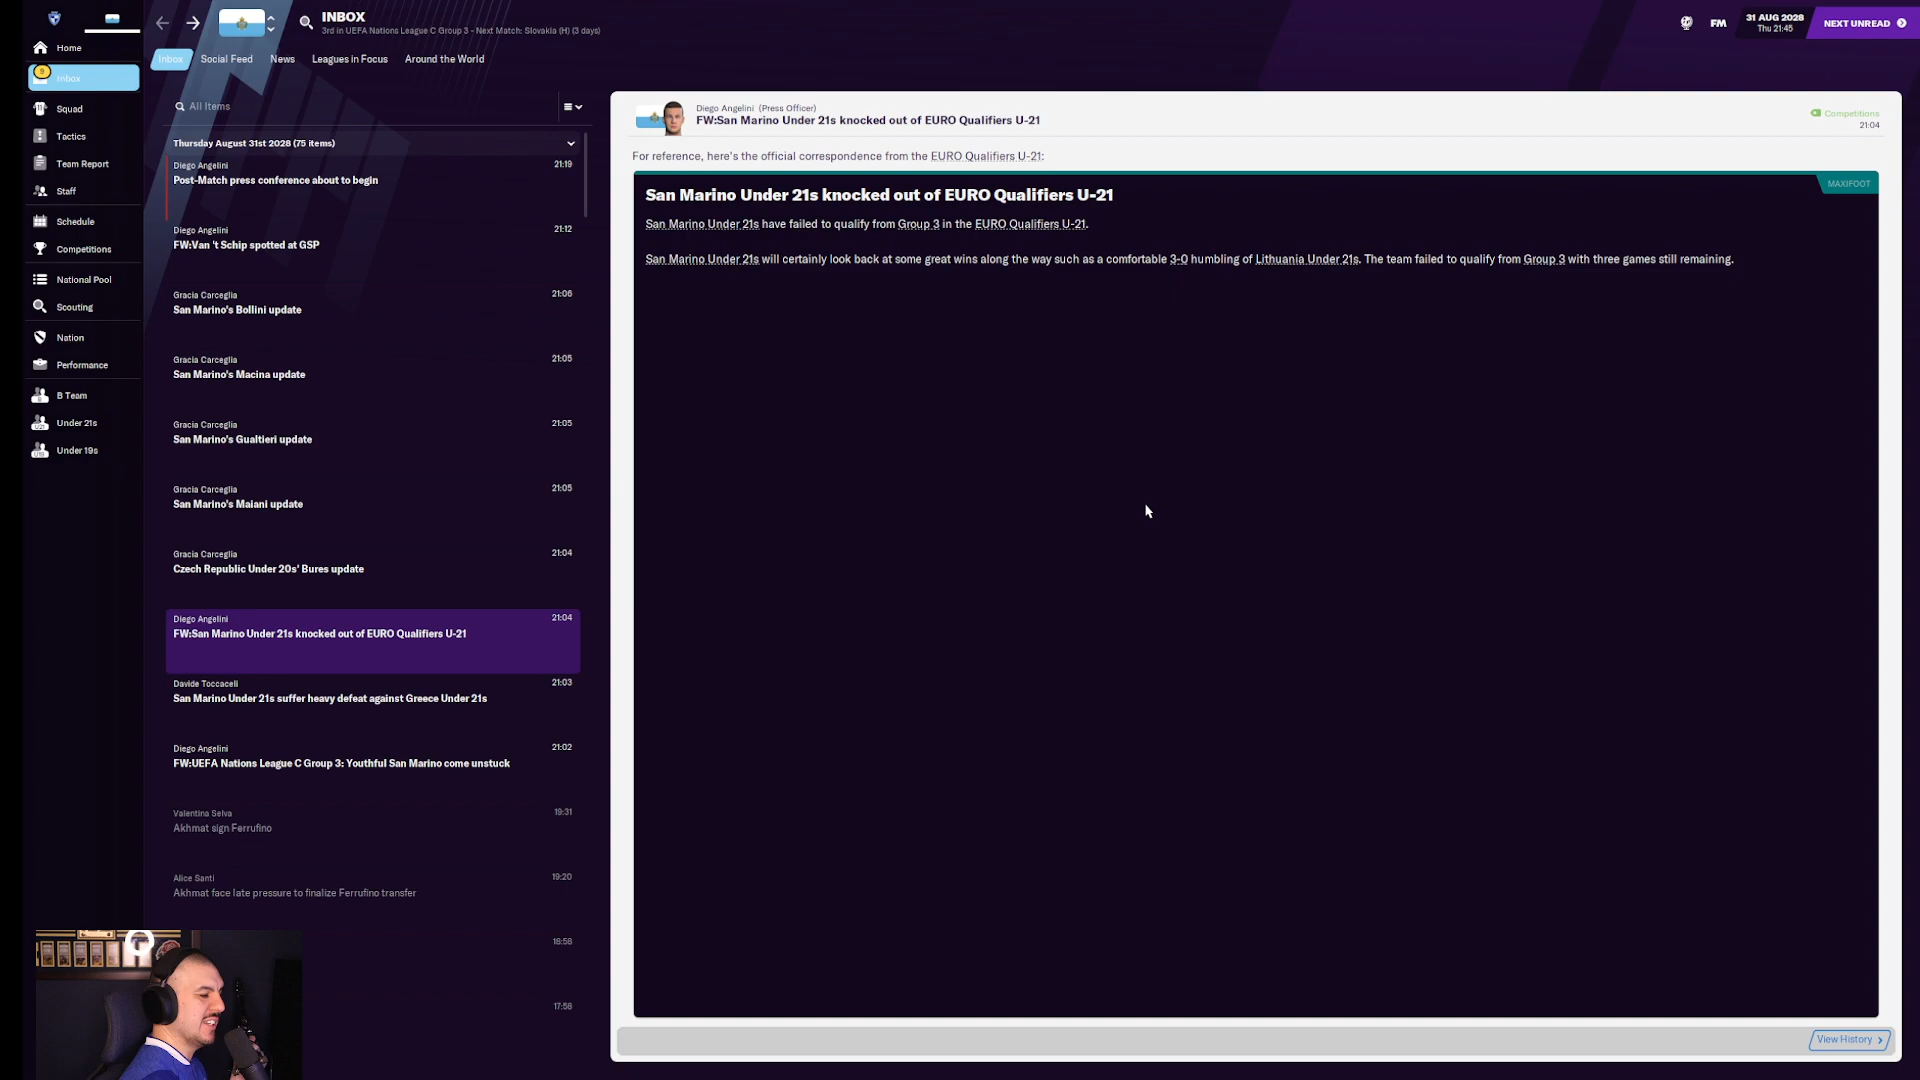 INBOX
3rd in UEFA Nations League C Group 3 - Next Match: Slovakia (H) (3 days)
FM
31 AUG 2028
Thu 21:45
NEXT UNREAD
Home
9
Inbox
Squad
Tactics
Team Report
Staff
Schedule
Competitions
National Pool
Scouting
Nation
Performance
B Team
Under 21s
Under 19s
Inbox
Social Feed
News
Leagues in Focus
Around the World
All Items
Thursday August 31st 2028 (75 items)
Diego Angelini 21:19
Post-Match press conference about to begin
Diego Angelini 21:12
FW:Van 't Schip spotted at GSP
Gracia Carceglia 21:06
San Marino's Bollini update
Gracia Carceglia 21:05
San Marino's Macina update
Gracia Carceglia 21:05
San Marino's Gualtieri update
Gracia Carceglia 21:05
San Marino's Maiani update
Gracia Carceglia 21:04
Czech Republic Under 20s' Bures update
Diego Angelini 21:04
FW:San Marino Under 21s knocked out of EURO Qualifiers U-21
Davide Toccaceli 21:03
San Marino Under 21s suffer heavy defeat against Greece Under 21s
Diego Angelini 21:02
FW:UEFA Nations League C Group 3: Youthful San Marino come unstuck
Valentina Selva 19:31
Akhmat sign Ferrufino
Alice Santi 19:20
Akhmat face late pressure to finalize Ferrufino transfer
18:58
17:58
Diego Angelini (Press Officer)
FW:San Marino Under 21s knocked out of EURO Qualifiers U-21
Competitions
21:04
For reference, here's the official correspondence from the EURO Qualifiers U-21:
MAXIFOOT
San Marino Under 21s knocked out of EURO Qualifiers U-21
San Marino Under 21s have failed to qualify from Group 3 in the EURO Qualifiers U-21.
San Marino Under 21s will certainly look back at some great wins along the way such as a comfortable 3-0 humbling of Lithuania Under 21s. The team failed to qualify from Group 3 with three games still remaining.
View History